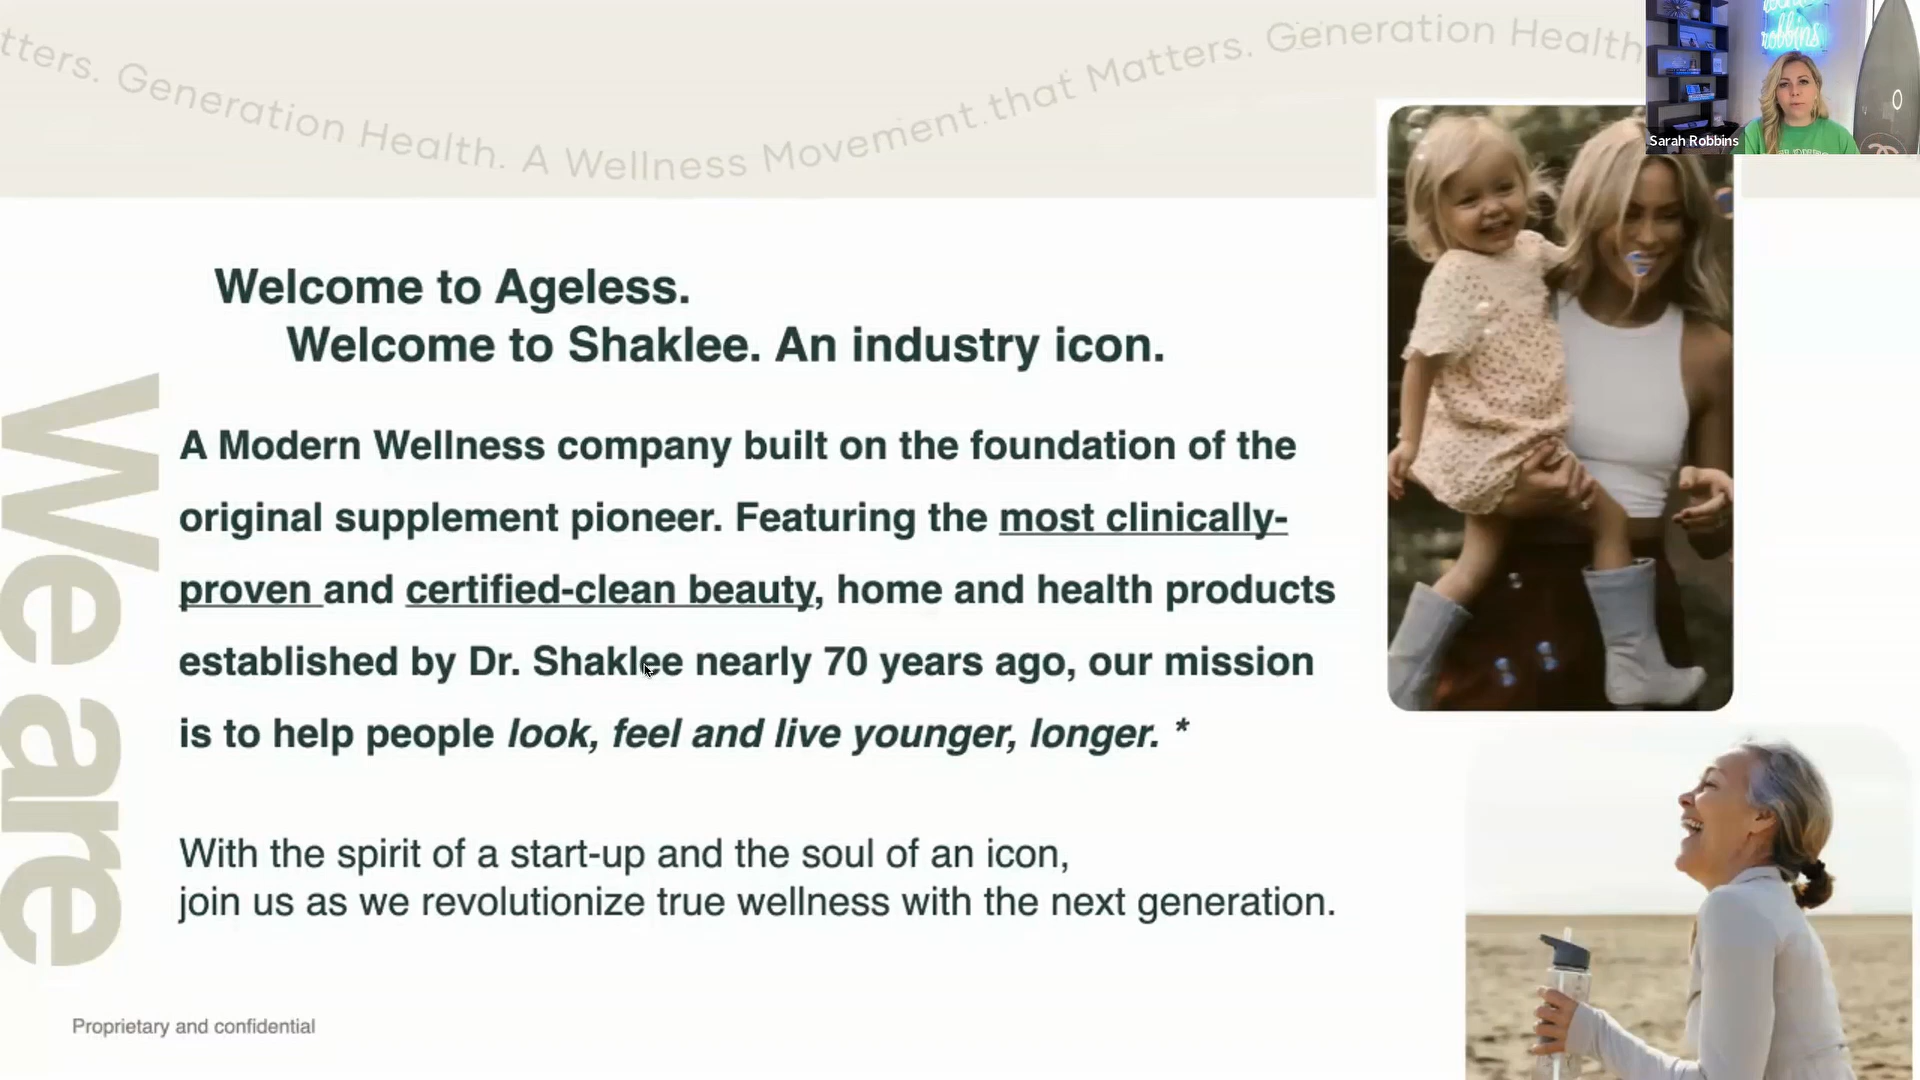 tters. Generation Health. A Wellness Movement that Matters. Generation Health
robbins
Sarah Robbins
Welcome to Ageless.
Welcome to Shaklee. An industry icon.
We are
A Modern Wellness company built on the foundation of the
original supplement pioneer. Featuring the most clinically-
proven and certified-clean beauty, home and health products
established by Dr. Shaklee nearly 70 years ago, our mission
is to help people look, feel and live younger, longer. *
With the spirit of a start-up and the soul of an icon,
join us as we revolutionize true wellness with the next generation.
Proprietary and confidential